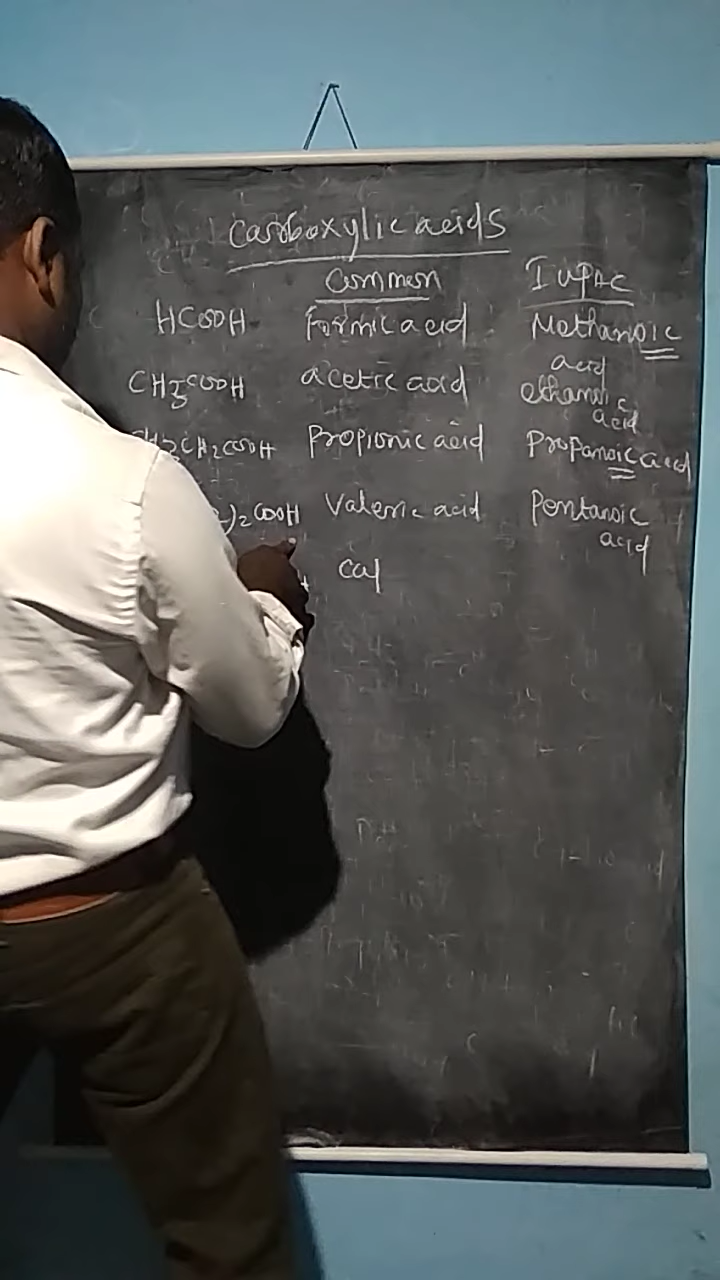 Carboxylic acids
Common IUPAC
HCOOH Formic acid Methanoic
acid
CH3COOH acetic acid ethanoic
acid
CH3CH2COOH Propionic acid Propanoic acid
)2COOH Valeric acid Pentanoic
acid